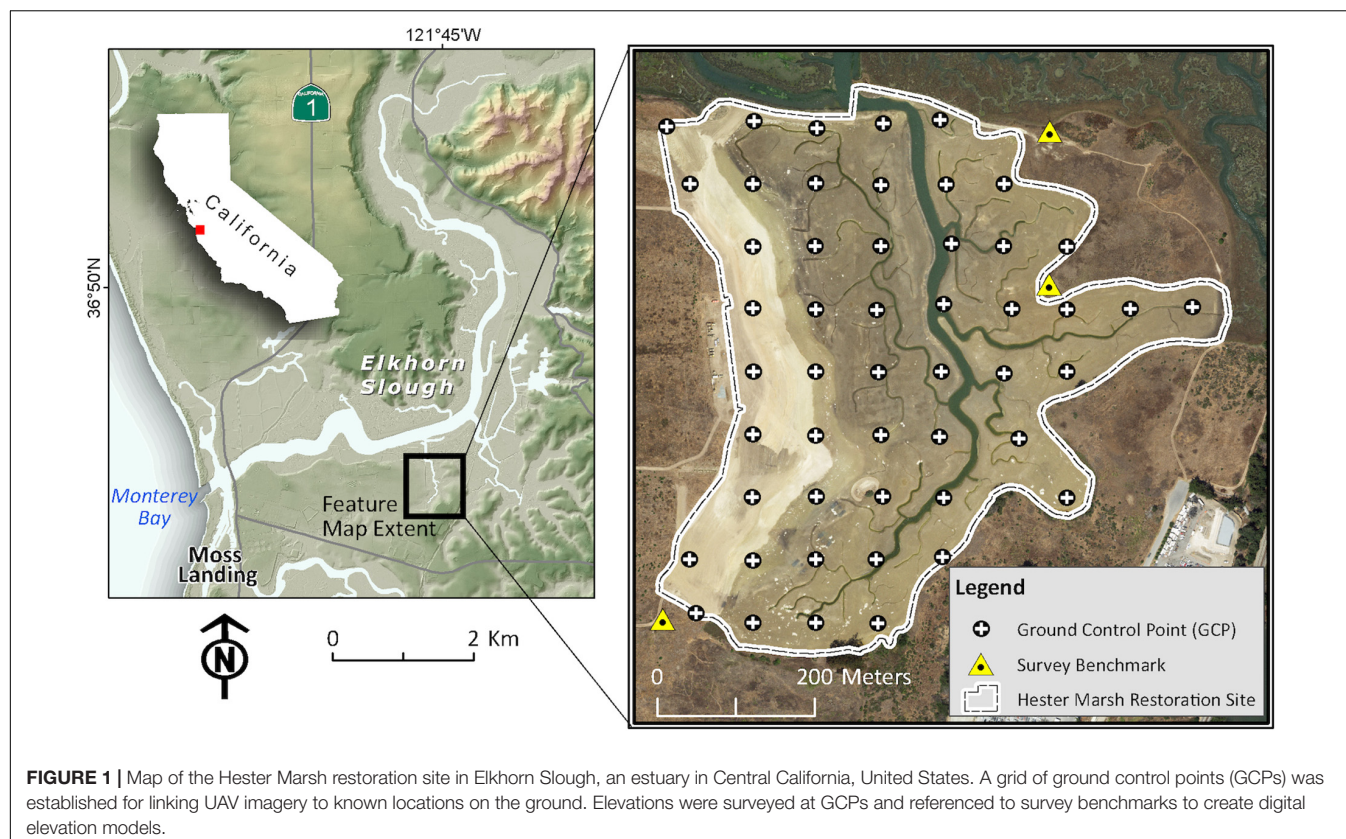 121°45'W
CALIFORNIA
1
California
36°50'N
Elkhorn
Slough
Monterey
Bay
Feature
Map Extent
Moss
Landing
N
0 2 Km
0 200 Meters
Legend
Ground Control Point (GCP)
Survey Benchmark
Hester Marsh Restoration Site
FIGURE 1 | Map of the Hester Marsh restoration site in Elkhorn Slough, an estuary in Central California, United States. A grid of ground control points (GCPs) was
established for linking UAV imagery to known locations on the ground. Elevations were surveyed at GCPs and referenced to survey benchmarks to create digital
elevation models.